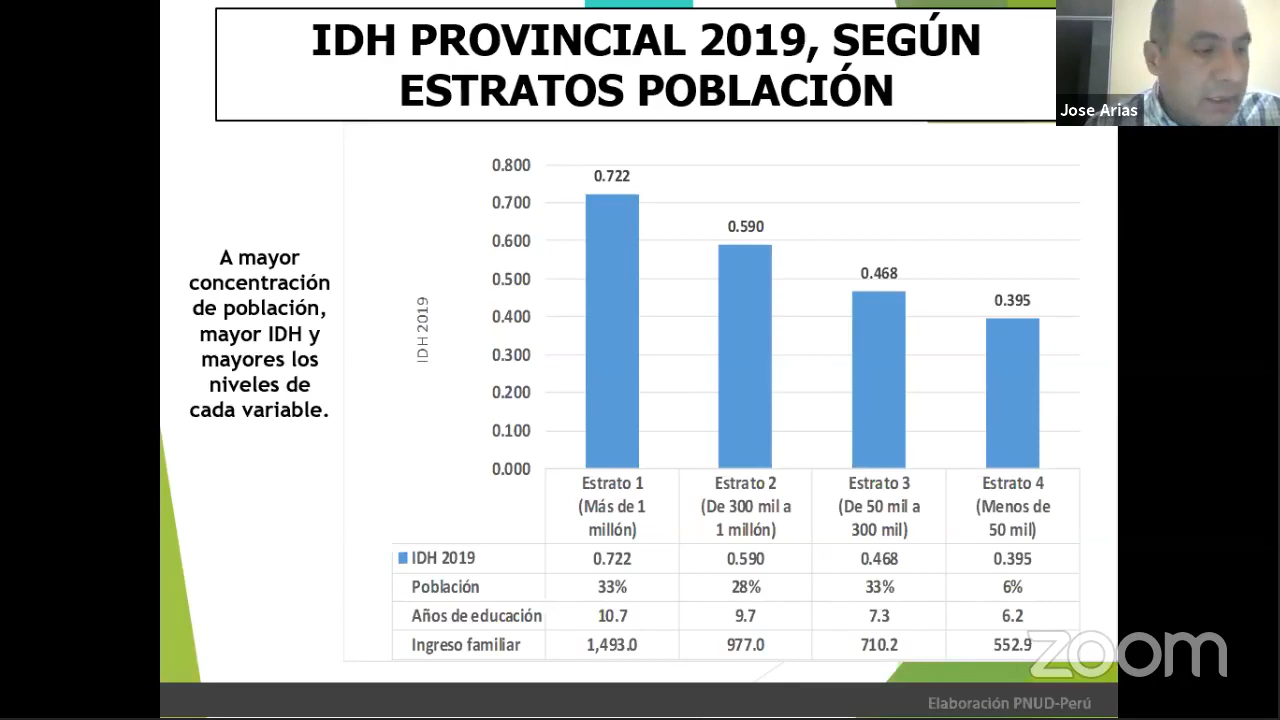 IDH PROVINCIAL 2019, SEGÚN
ESTRATOS POBLACIÓN
Jose Arias
A mayor
concentración
de población,
mayor IDH y
mayores los
niveles de
cada variable.
IDH 2019
0.800
0.700
0.600
0.500
0.400
0.300
0.200
0.100
0.000
0.722
0.590
0.468
0.395
Estrato 1
(Más de 1
millón)
Estrato 2
(De 300 mil a
1 millón)
Estrato 3
(De 50 mil a
300 mil)
Estrato 4
(Menos de
50 mil)
IDH 2019 0.722 0.590 0.468 0.395
Población 33% 28% 33% 6%
Años de educación 10.7 9.7 7.3 6.2
Ingreso familiar 1,493.0 977.0 710.2 552.9
zoom
Elaboración PNUD-Perú